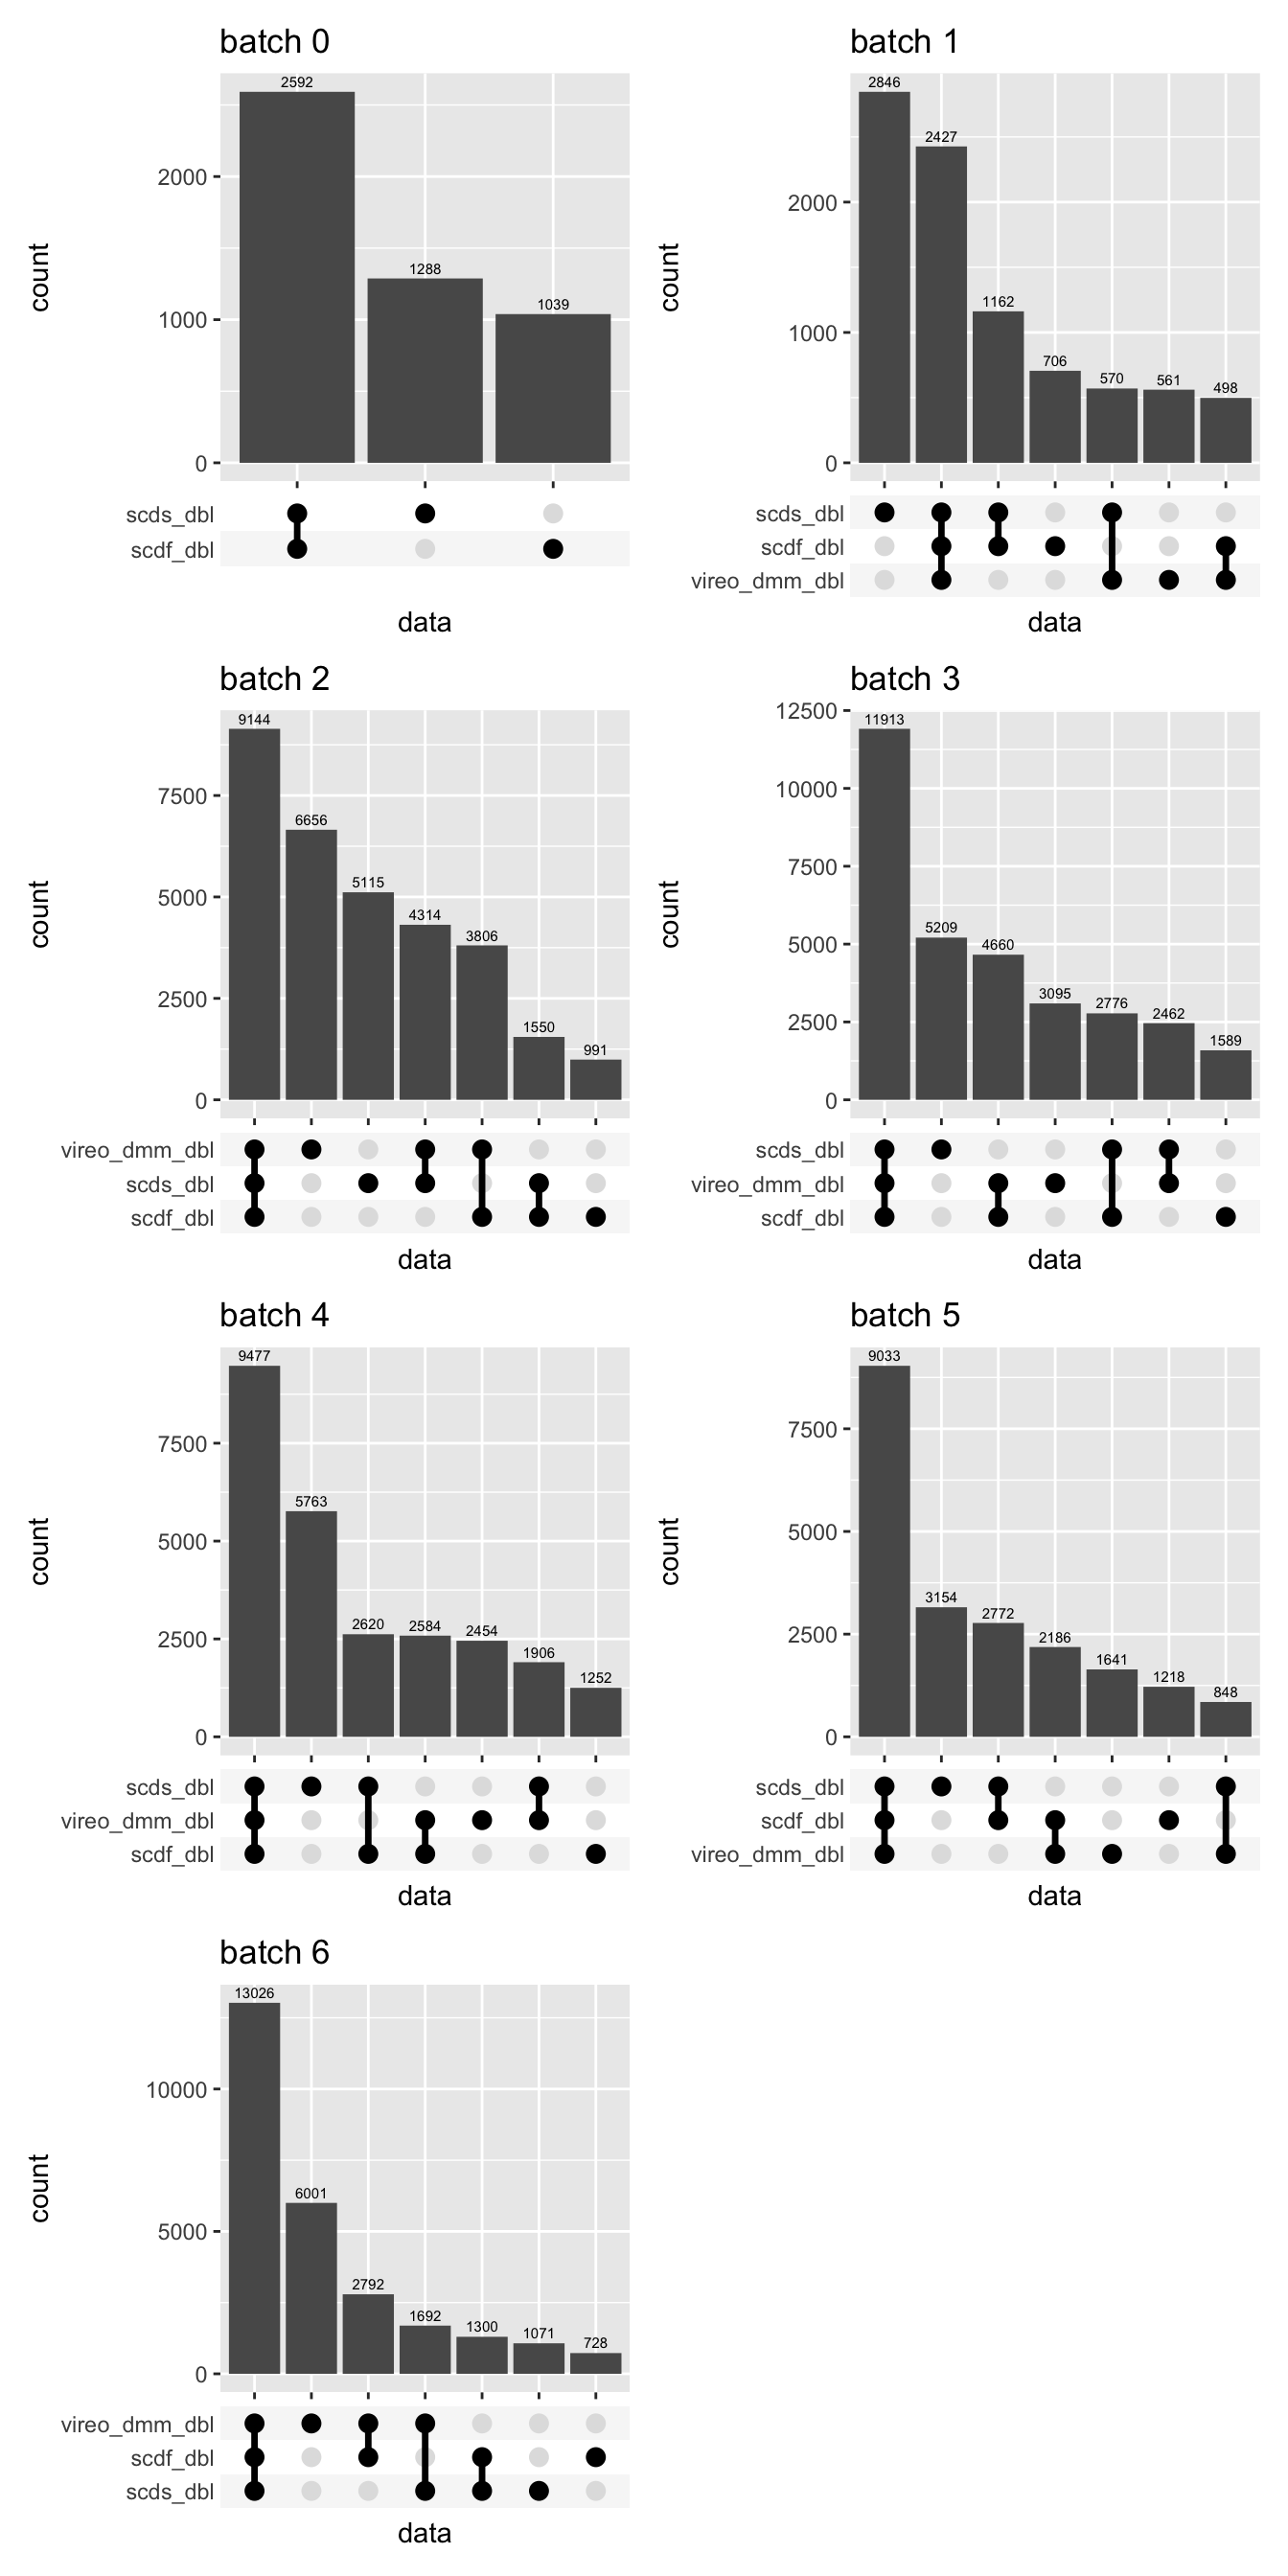 batch 0
2592
1288
1039
2000
1000
0
count
scds_dbl
scdf_dbl
data
batch 1
2846
2427
1162
706
570
561
498
2000
1000
0
count
scds_dbl
scdf_dbl
vireo_dmm_dbl
data
batch 2
9144
6656
5115
4314
3806
1550
991
7500
5000
2500
0
count
vireo_dmm_dbl
scds_dbl
scdf_dbl
data
batch 3
12500
11913
5209
4660
3095
2776
2462
1589
10000
7500
5000
2500
0
count
scds_dbl
vireo_dmm_dbl
scdf_dbl
data
batch 4
9477
5763
2620
2584
2454
1906
1252
7500
5000
2500
0
count
scds_dbl
vireo_dmm_dbl
scdf_dbl
data
batch 5
9033
3154
2772
2186
1641
1218
848
7500
5000
2500
0
count
scds_dbl
scdf_dbl
vireo_dmm_dbl
data
batch 6
13026
6001
2792
1692
1300
1071
728
10000
5000
0
count
vireo_dmm_dbl
scdf_dbl
scds_dbl
data